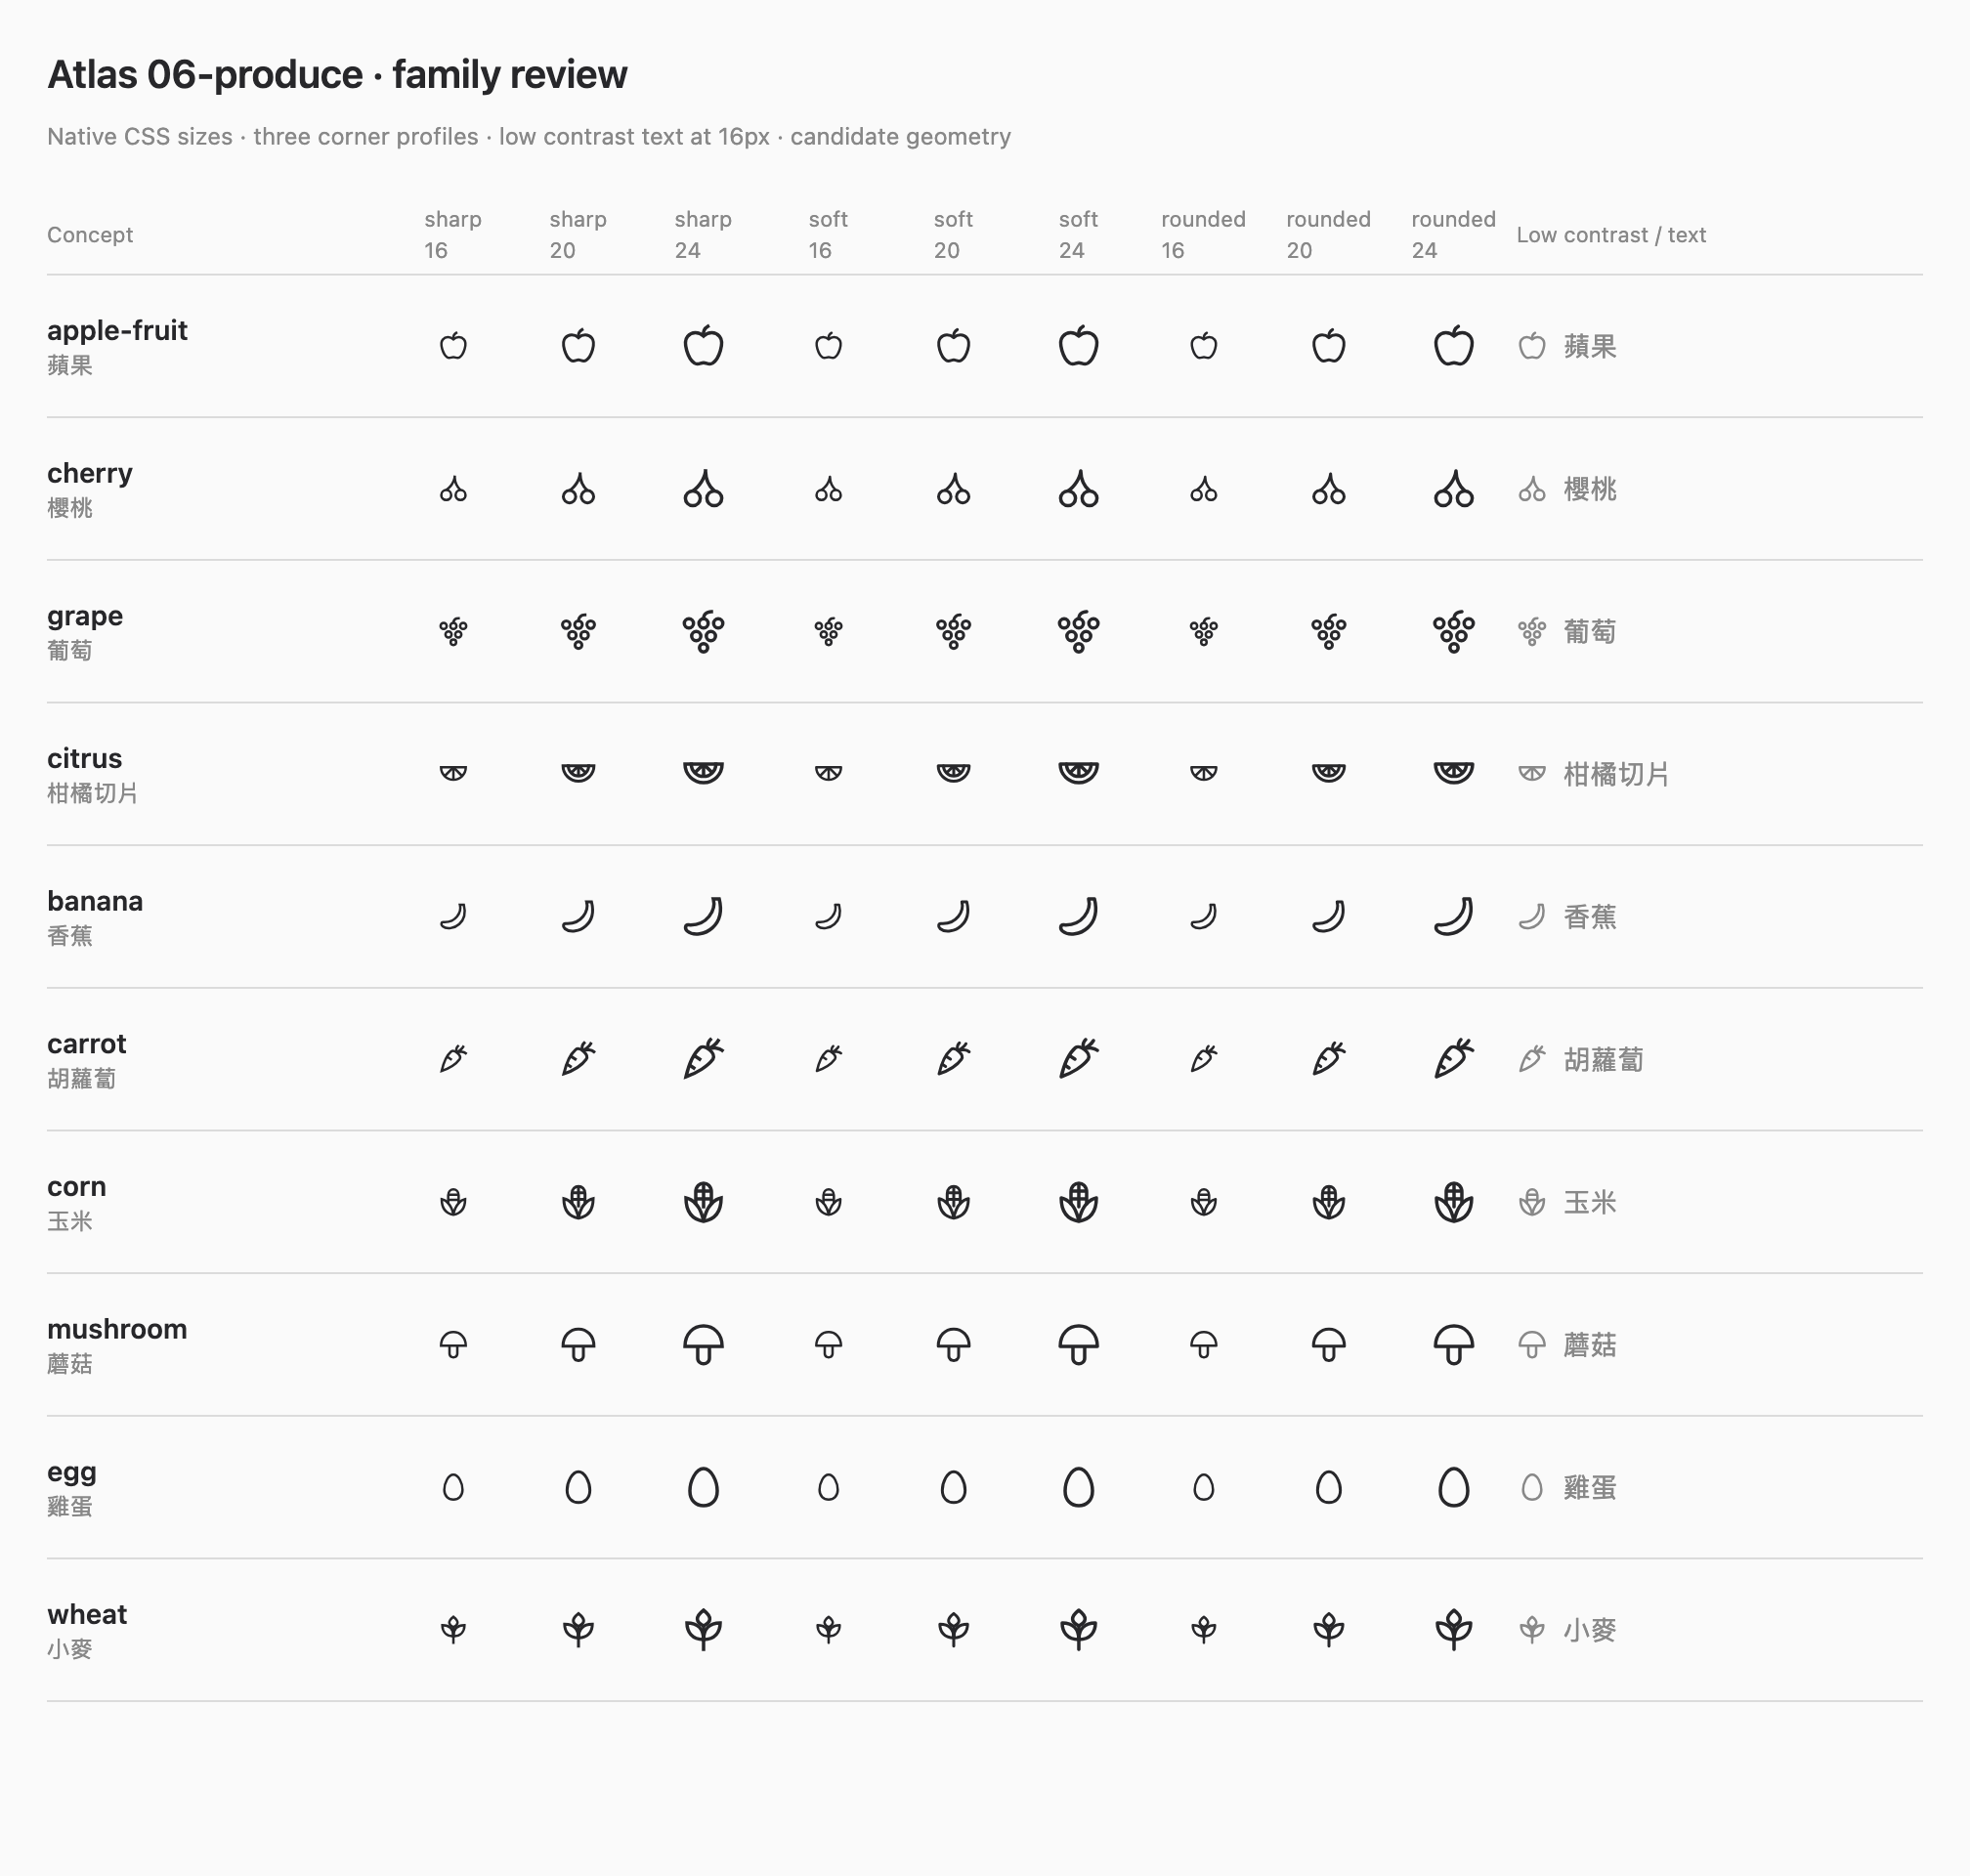 Atlas 06-produce · family review
Native CSS sizes · three corner profiles · low contrast text at 16px · candidate geometry
Concept sharp 16 sharp 20 sharp 24 soft 16 soft 20 soft 24 rounded 16 rounded 20 rounded 24 Low contrast / text
apple-fruit
蘋果
蘋果
cherry
櫻桃
櫻桃
grape
葡萄
葡萄
citrus
柑橘切片
柑橘切片
banana
香蕉
香蕉
carrot
胡蘿蔔
胡蘿蔔
corn
玉米
玉米
mushroom
蘑菇
蘑菇
egg
雞蛋
雞蛋
wheat
小麥
小麥